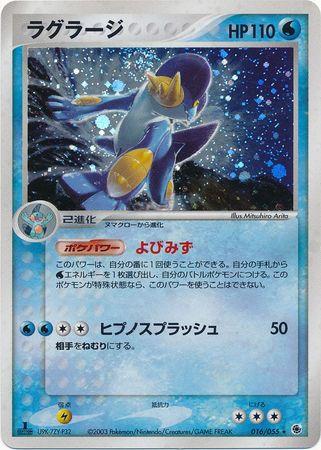 ラグラージ HP110
Illus.Mitsuhiro Arita
2進化 ヌマクローから進化
ポケパワー よびみず
このパワーは、自分の番に1回使うことができる。自分の手札から
エネルギーを1枚選び出し、自分のバトルポケモンにつける。この
ポケモンが特殊状態なら、このパワーを使うことはできない。
ヒプノスプラッシュ 50
相手をねむりにする。
弱点 抵抗力 にげる
1 U9K-7ZY-P32 ©2003 Pokémon/Nintendo/Creatures/GAME FREAK. 016/055 ★